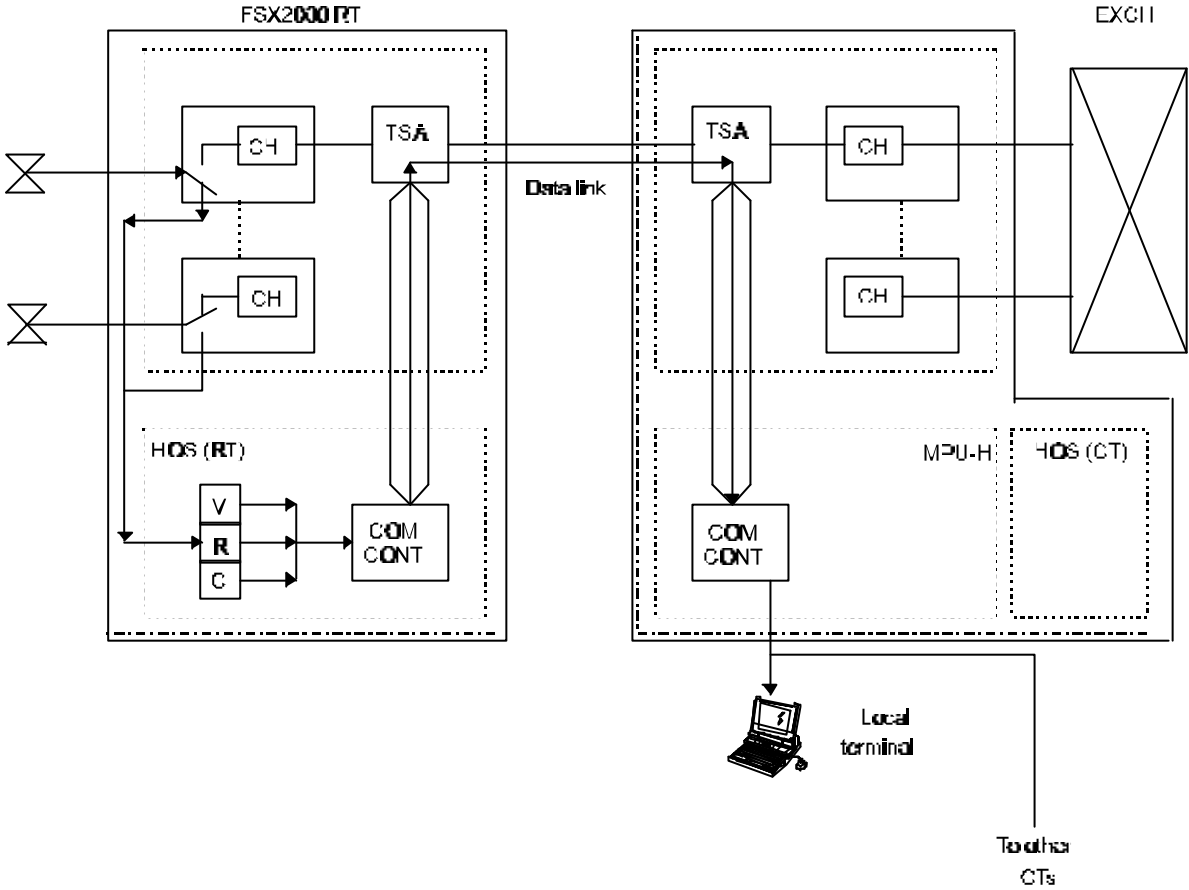 FSX2000 RT
EXCH
TSA
TSA
CH
CH
Data link
CH
CH
HOS (RT)
MPU-H
HOS (CT)
V
R
C
COM
CONT
COM
CONT
Local
terminal
To other
CTs